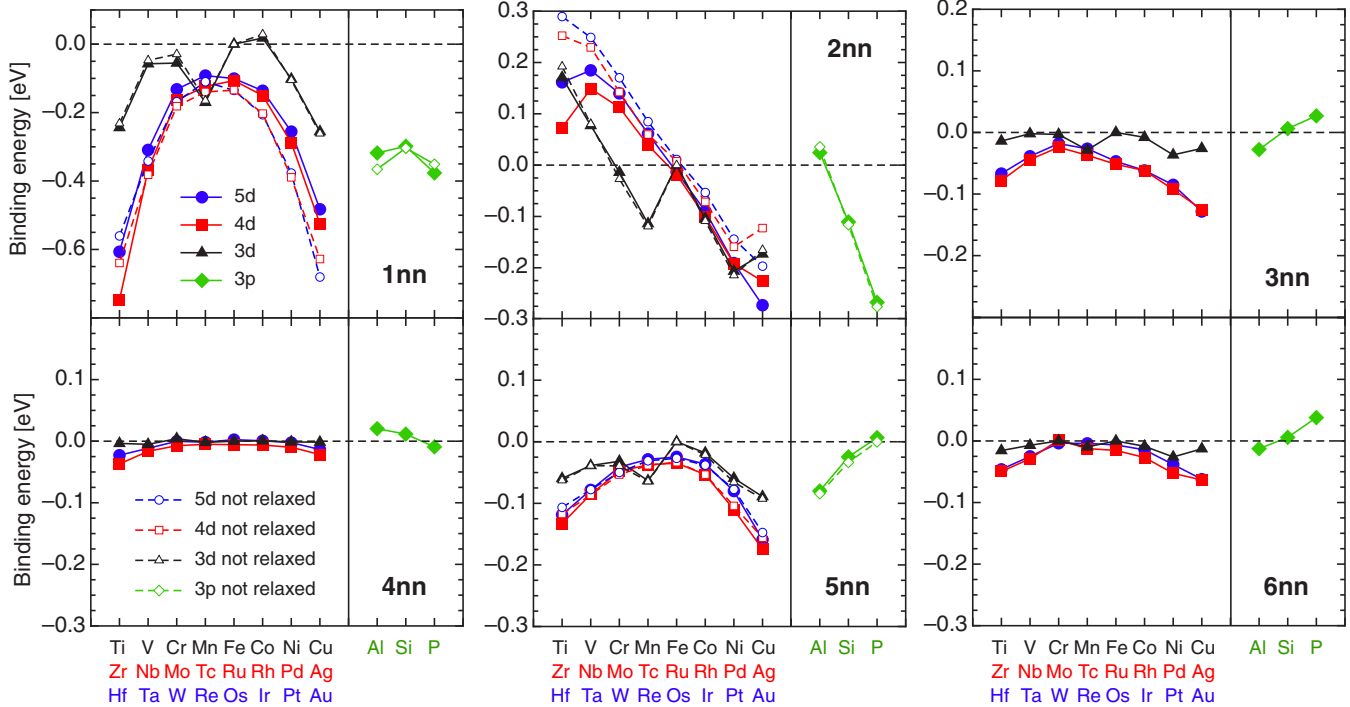 Binding energy [eV]
0.0
−0.2
−0.4
−0.6
5d
4d
3d
3p
1nn
0.3
0.2
0.1
0.0
−0.1
−0.2
−0.3
2nn
0.2
0.1
0.0
−0.1
−0.2
3nn
Binding energy [eV]
0.1
0.0
−0.1
−0.2
−0.3
5d not relaxed
4d not relaxed
3d not relaxed
3p not relaxed
4nn
0.1
0.0
−0.1
−0.2
−0.3
5nn
0.1
0.0
−0.1
−0.2
−0.3
6nn
Ti V Cr Mn Fe Co Ni Cu Al Si P
Zr Nb Mo Tc Ru Rh Pd Ag
Hf Ta W Re Os Ir Pt Au
Ti V Cr Mn Fe Co Ni Cu Al Si P
Zr Nb Mo Tc Ru Rh Pd Ag
Hf Ta W Re Os Ir Pt Au
Ti V Cr Mn Fe Co Ni Cu Al Si P
Zr Nb Mo Tc Ru Rh Pd Ag
Hf Ta W Re Os Ir Pt Au